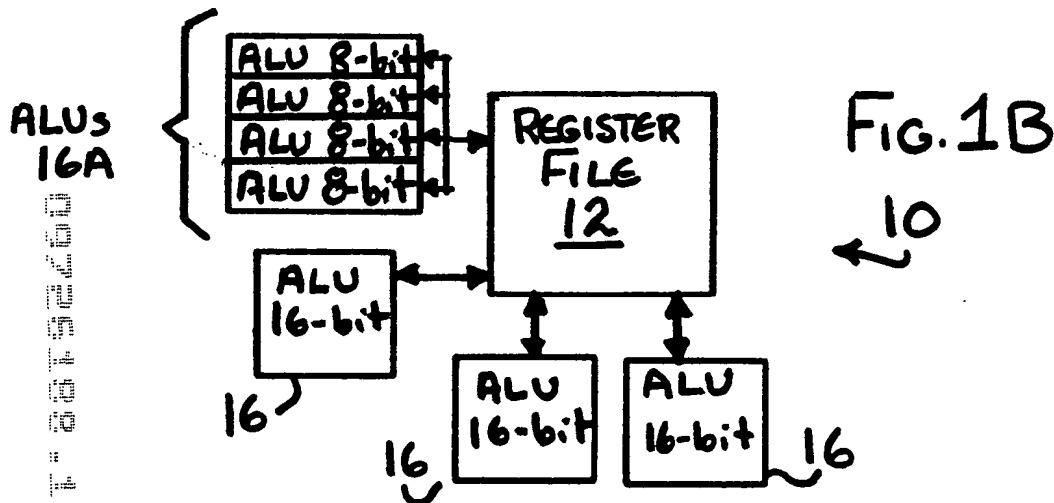 ALU 8-bit
ALU 8-bit
ALU 8-bit
ALU 8-bit
ALUs
16A
REGISTER
FILE
12
FIG. 1B
10
ALU
16-bit
16
ALU
16-bit
16
ALU
16-bit
16